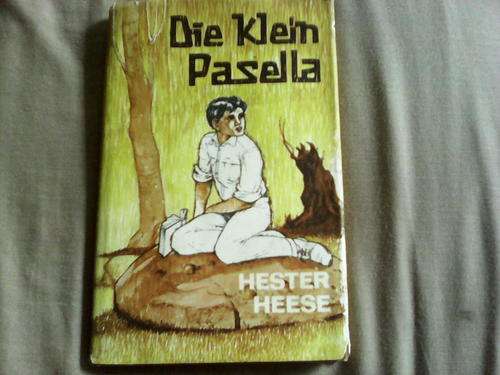 Die Klein
Pasella
HESTER
HEESE